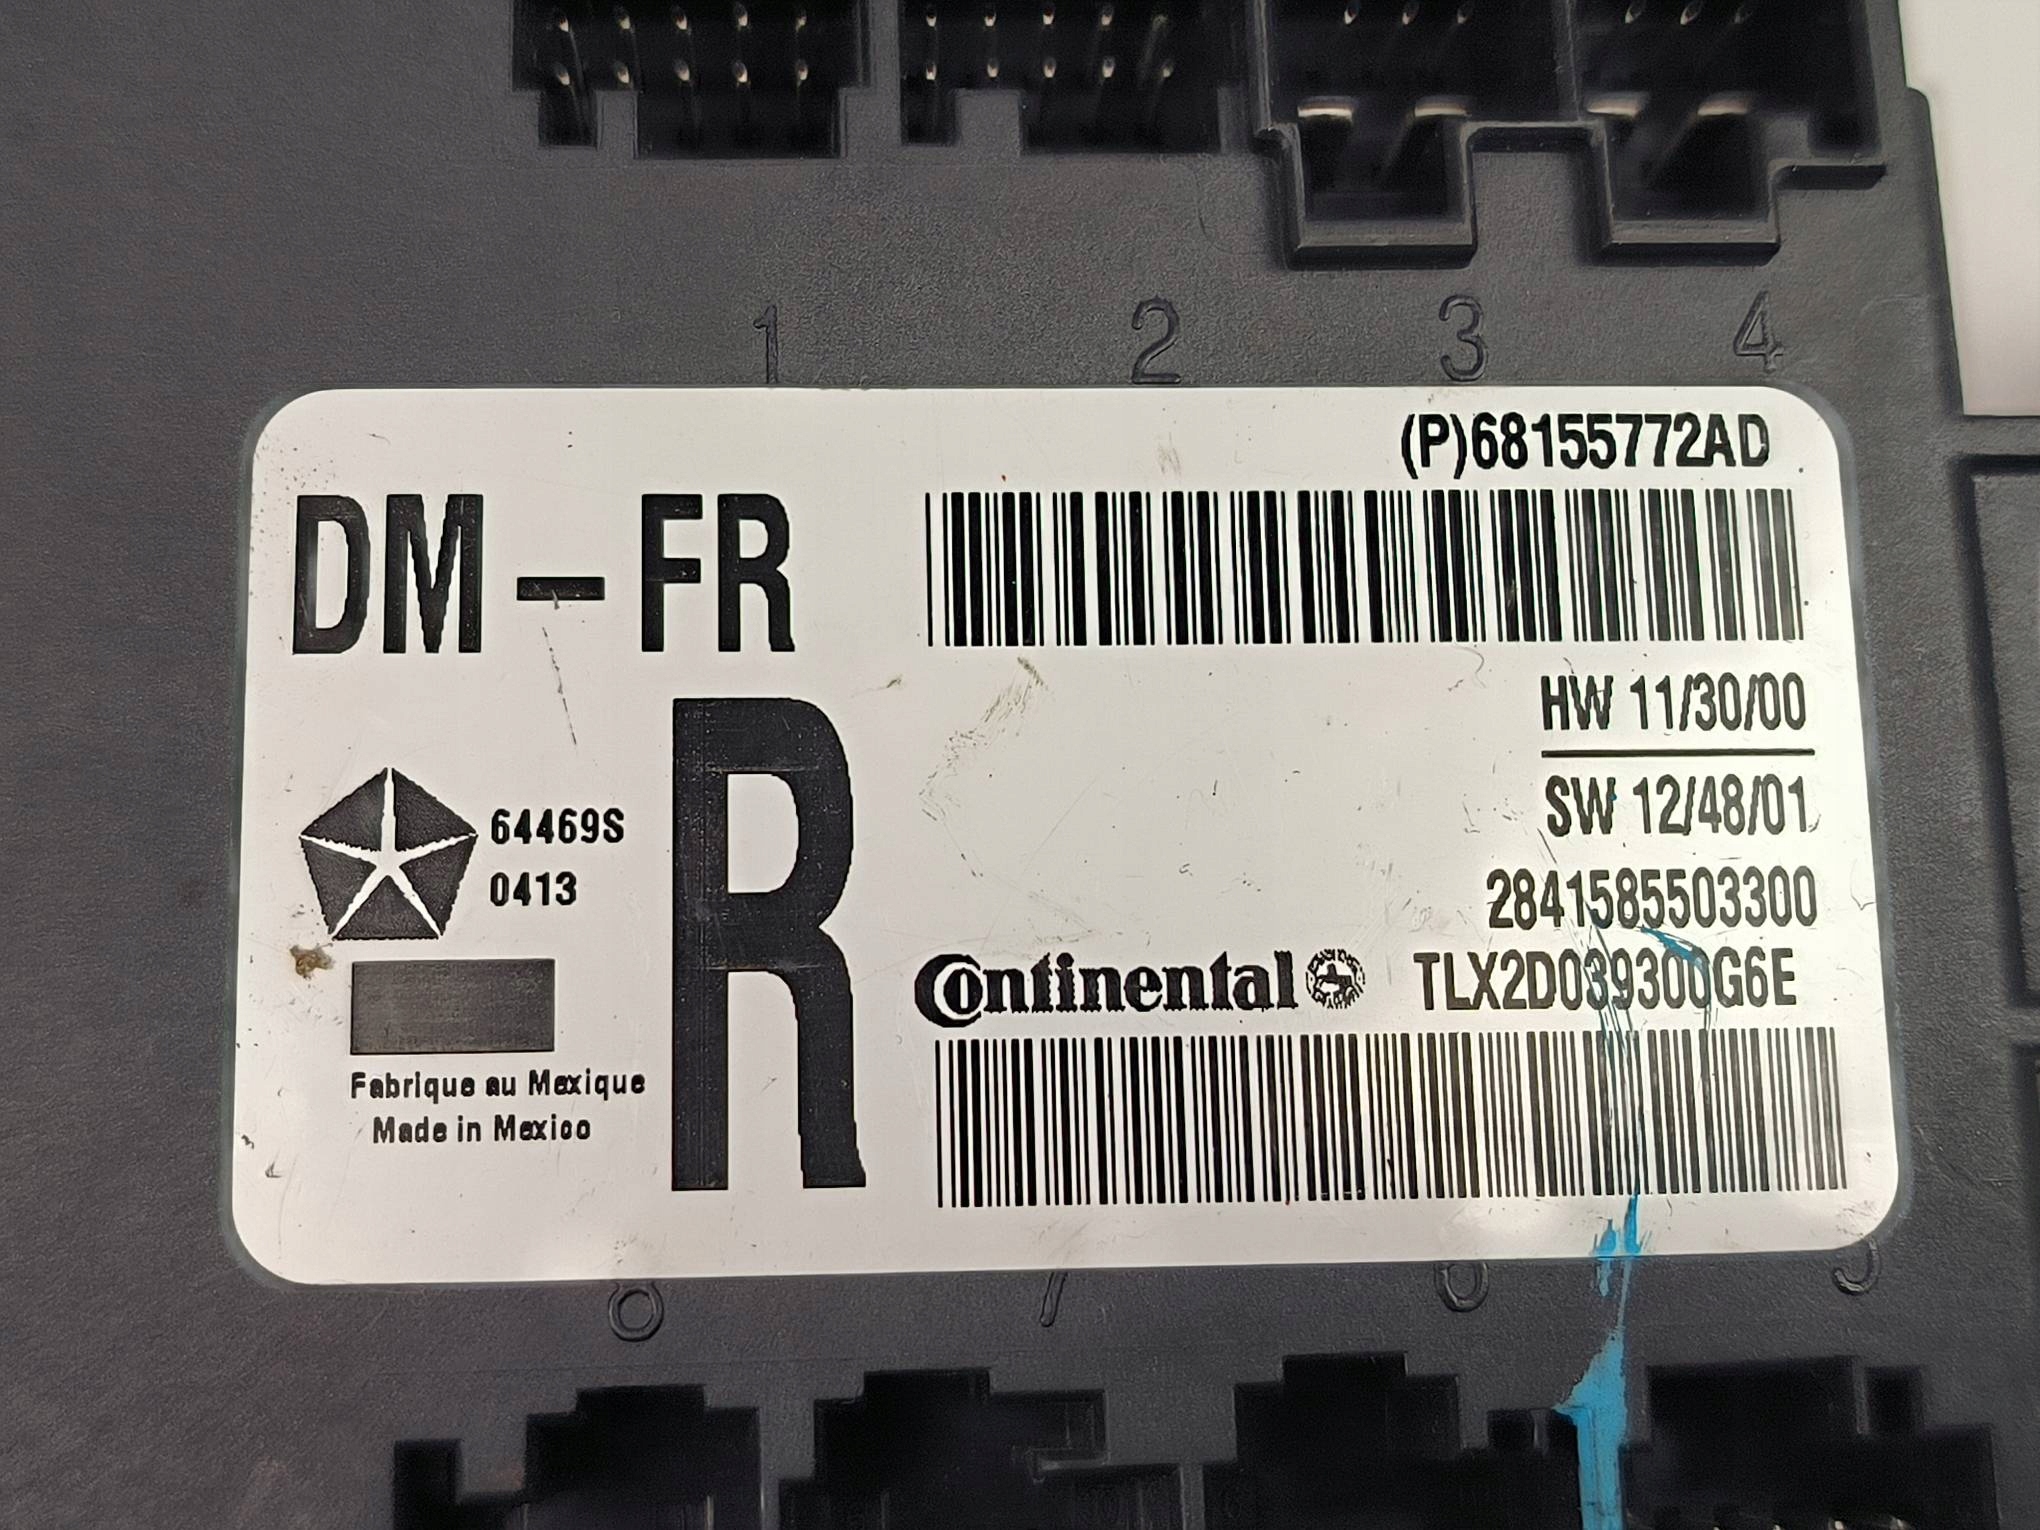 1 2 3 4
(P)68155772AD
DM-FR
HW 11/30/00
SW 12/48/01
64469S
0413
R
2841585503300
Continental
TLX2D039300G6E
Fabrique au Mexique
Made in Mexico